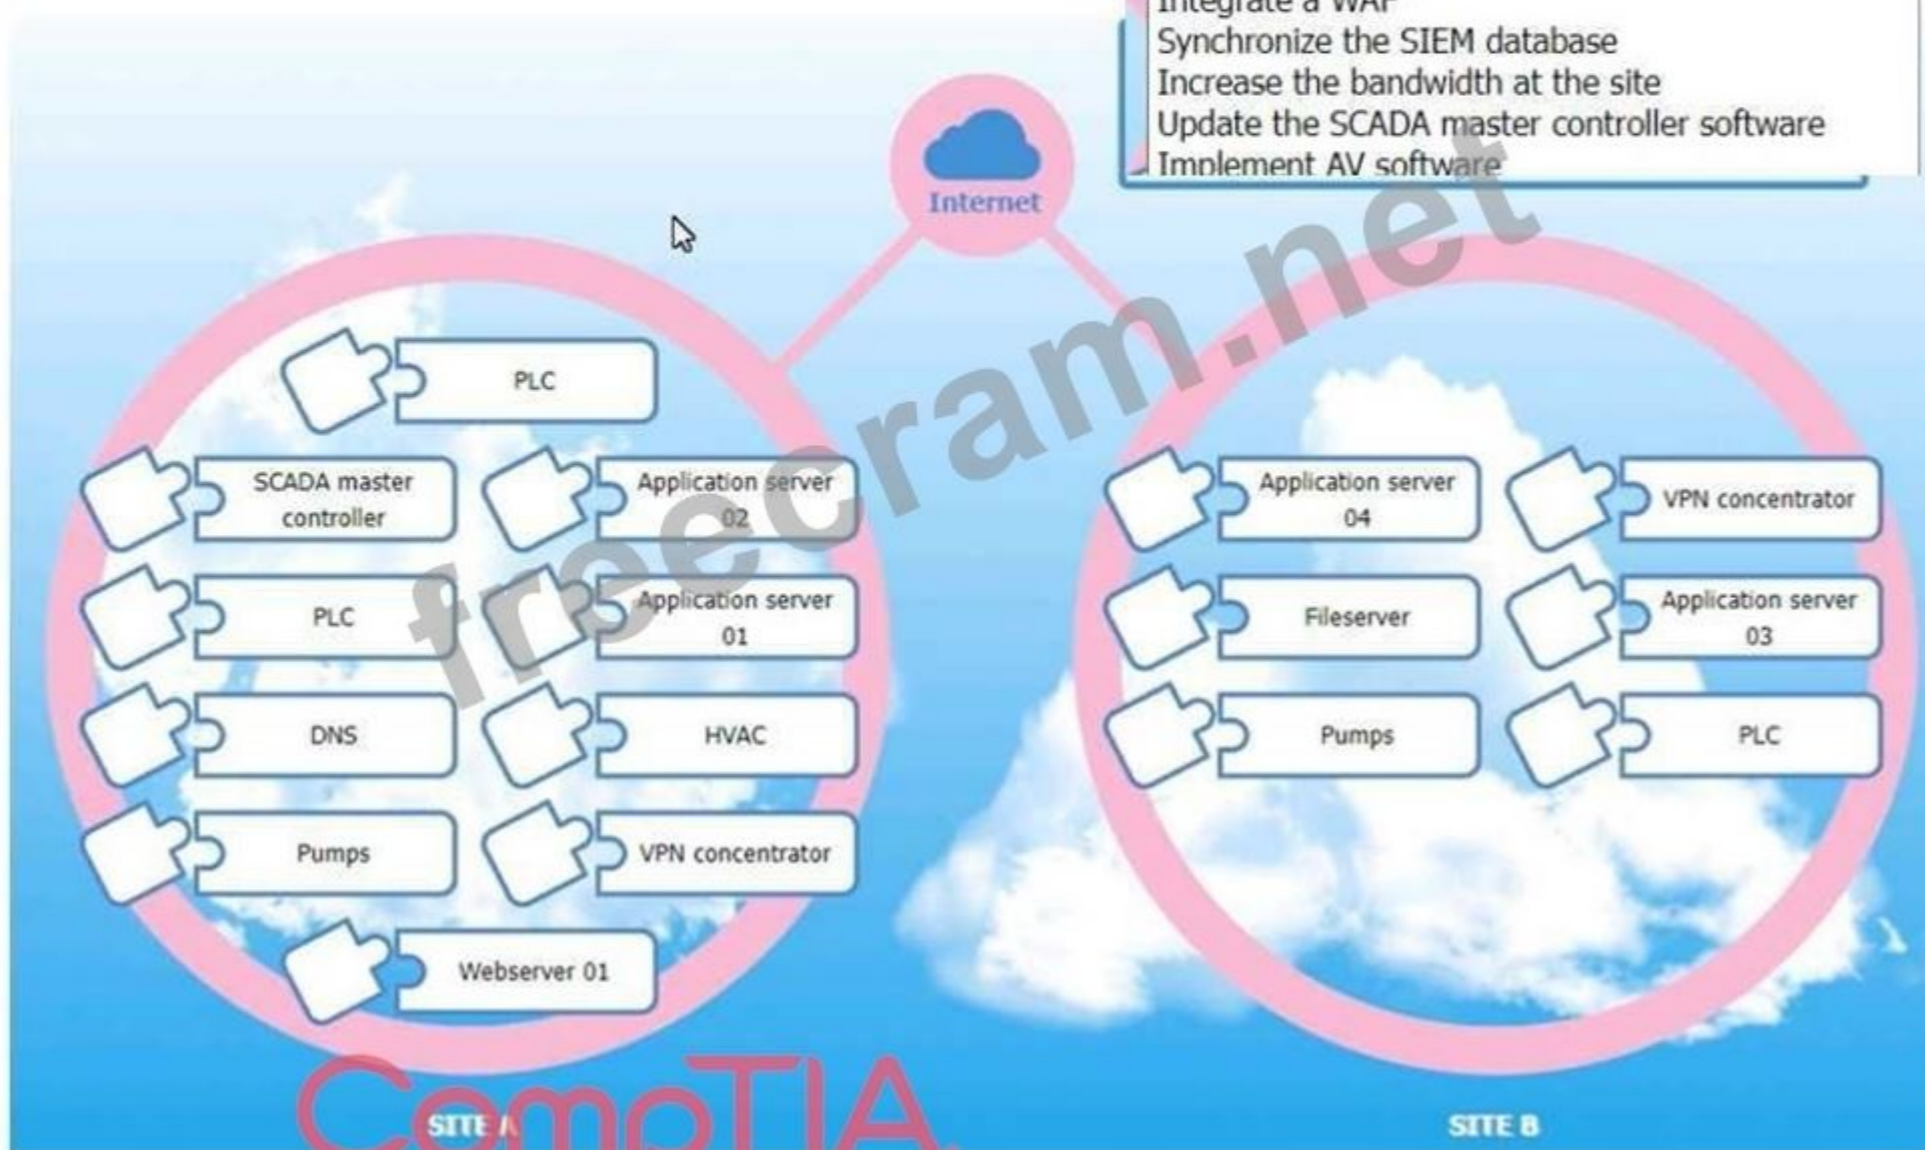 Integrate a WAF
Synchronize the SIEM database
Increase the bandwidth at the site
Update the SCADA master controller software
Implement AV software
Internet
freecram.net
PLC
SCADA master
controller
Application server
02
PLC
Application server
01
DNS
HVAC
Pumps
VPN concentrator
Webserver 01
Application server
04
VPN concentrator
Fileserver
Application server
03
Pumps
PLC
CompTIA.
SITE A
SITE B